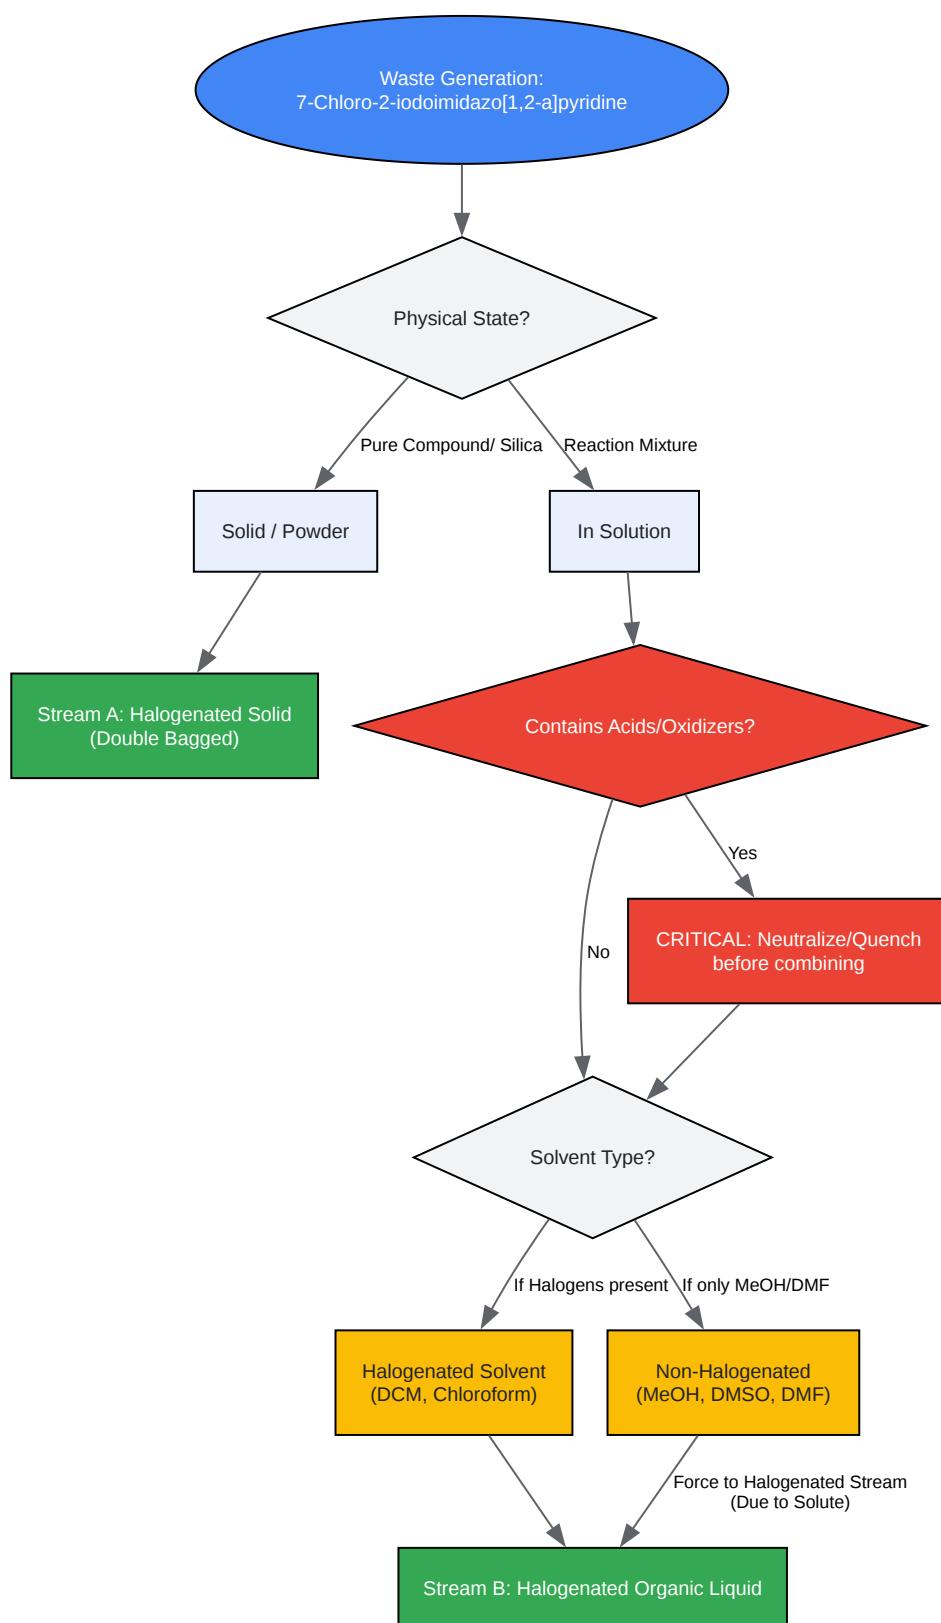 Waste Generation:
7-Chloro-2-iodoimidazo[1,2-a]pyridine
Physical State?
Pure Compound/ Silica
Reaction Mixture
Solid / Powder
In Solution
Stream A: Halogenated Solid
(Double Bagged)
Contains Acids/Oxidizers?
Yes
CRITICAL: Neutralize/Quench
before combining
No
Solvent Type?
If Halogens present
If only MeOH/DMF
Halogenated Solvent
(DCM, Chloroform)
Non-Halogenated
(MeOH, DMSO, DMF)
Force to Halogenated Stream
(Due to Solute)
Stream B: Halogenated Organic Liquid